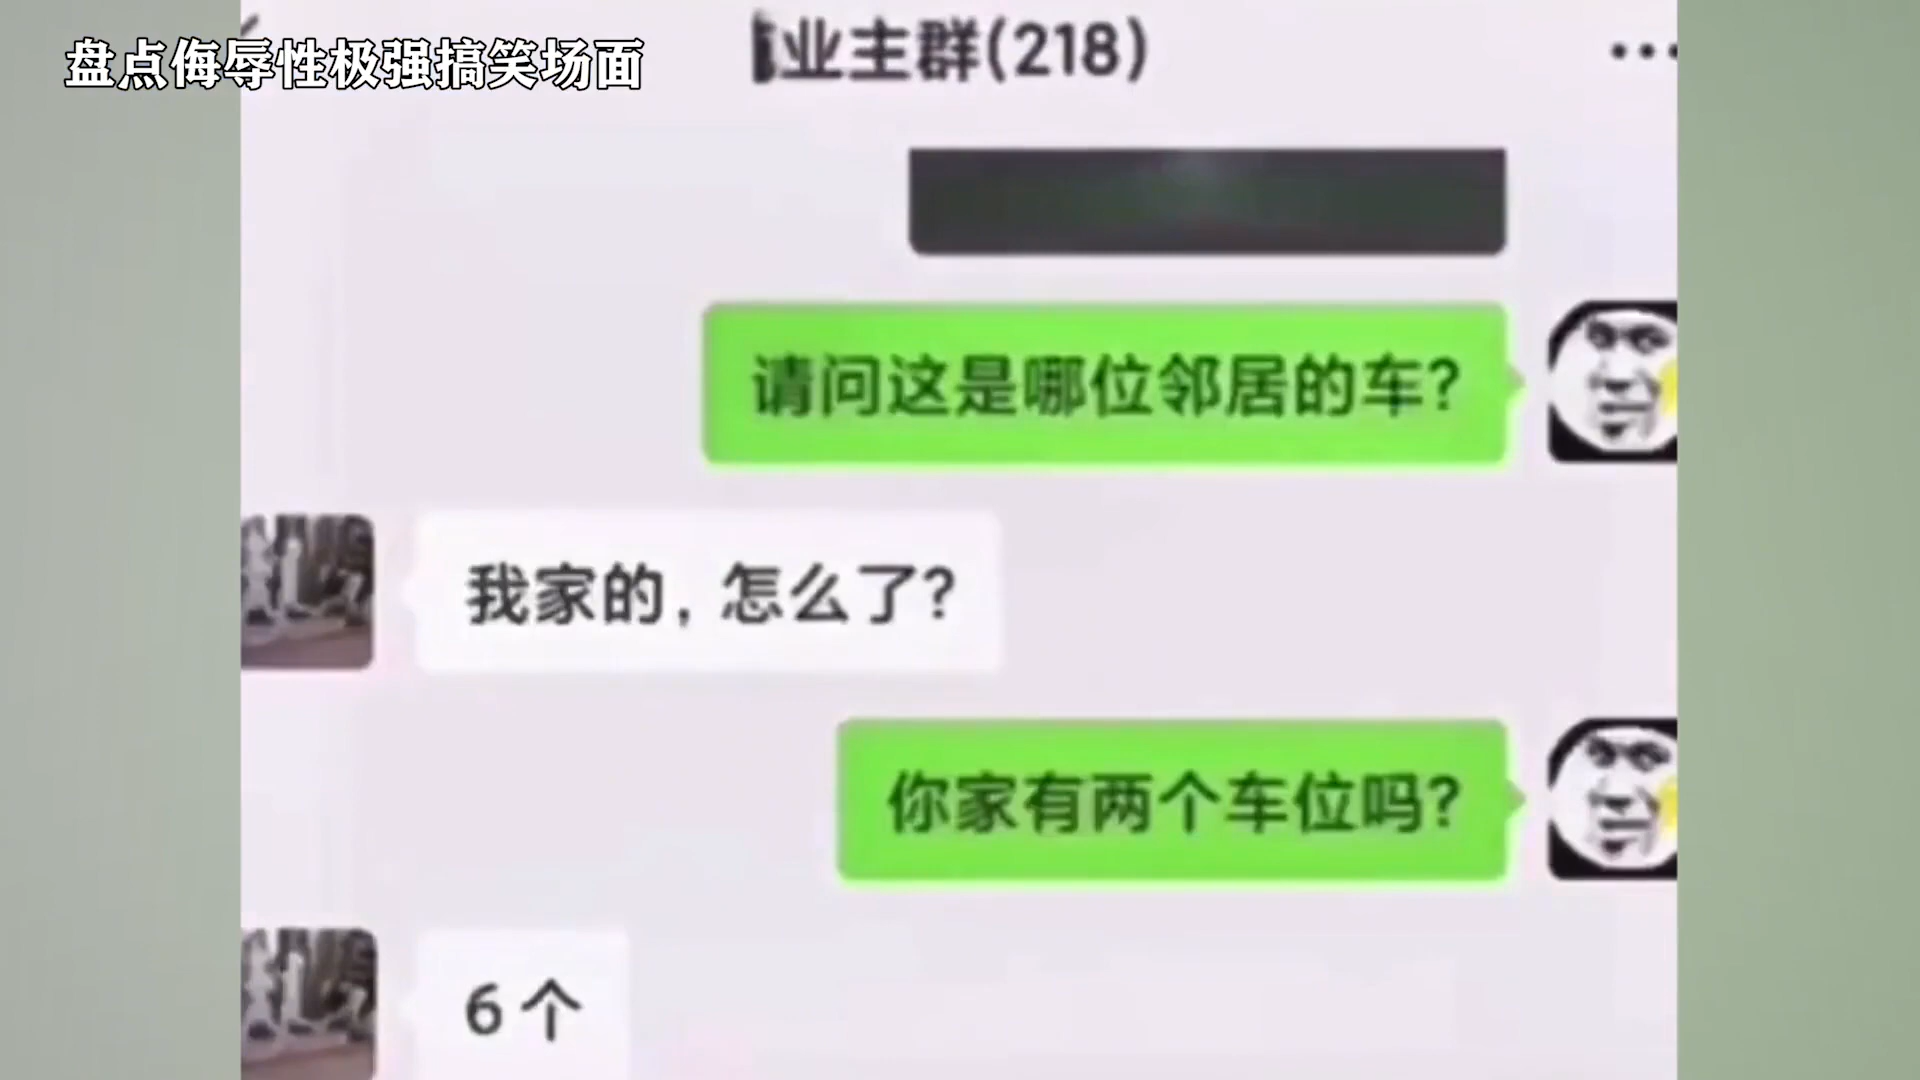 盘点侮辱性极强搞笑场面
业主群(218)
请问这是哪位邻居的车?
我家的，怎么了?
你家有两个车位吗?
6个